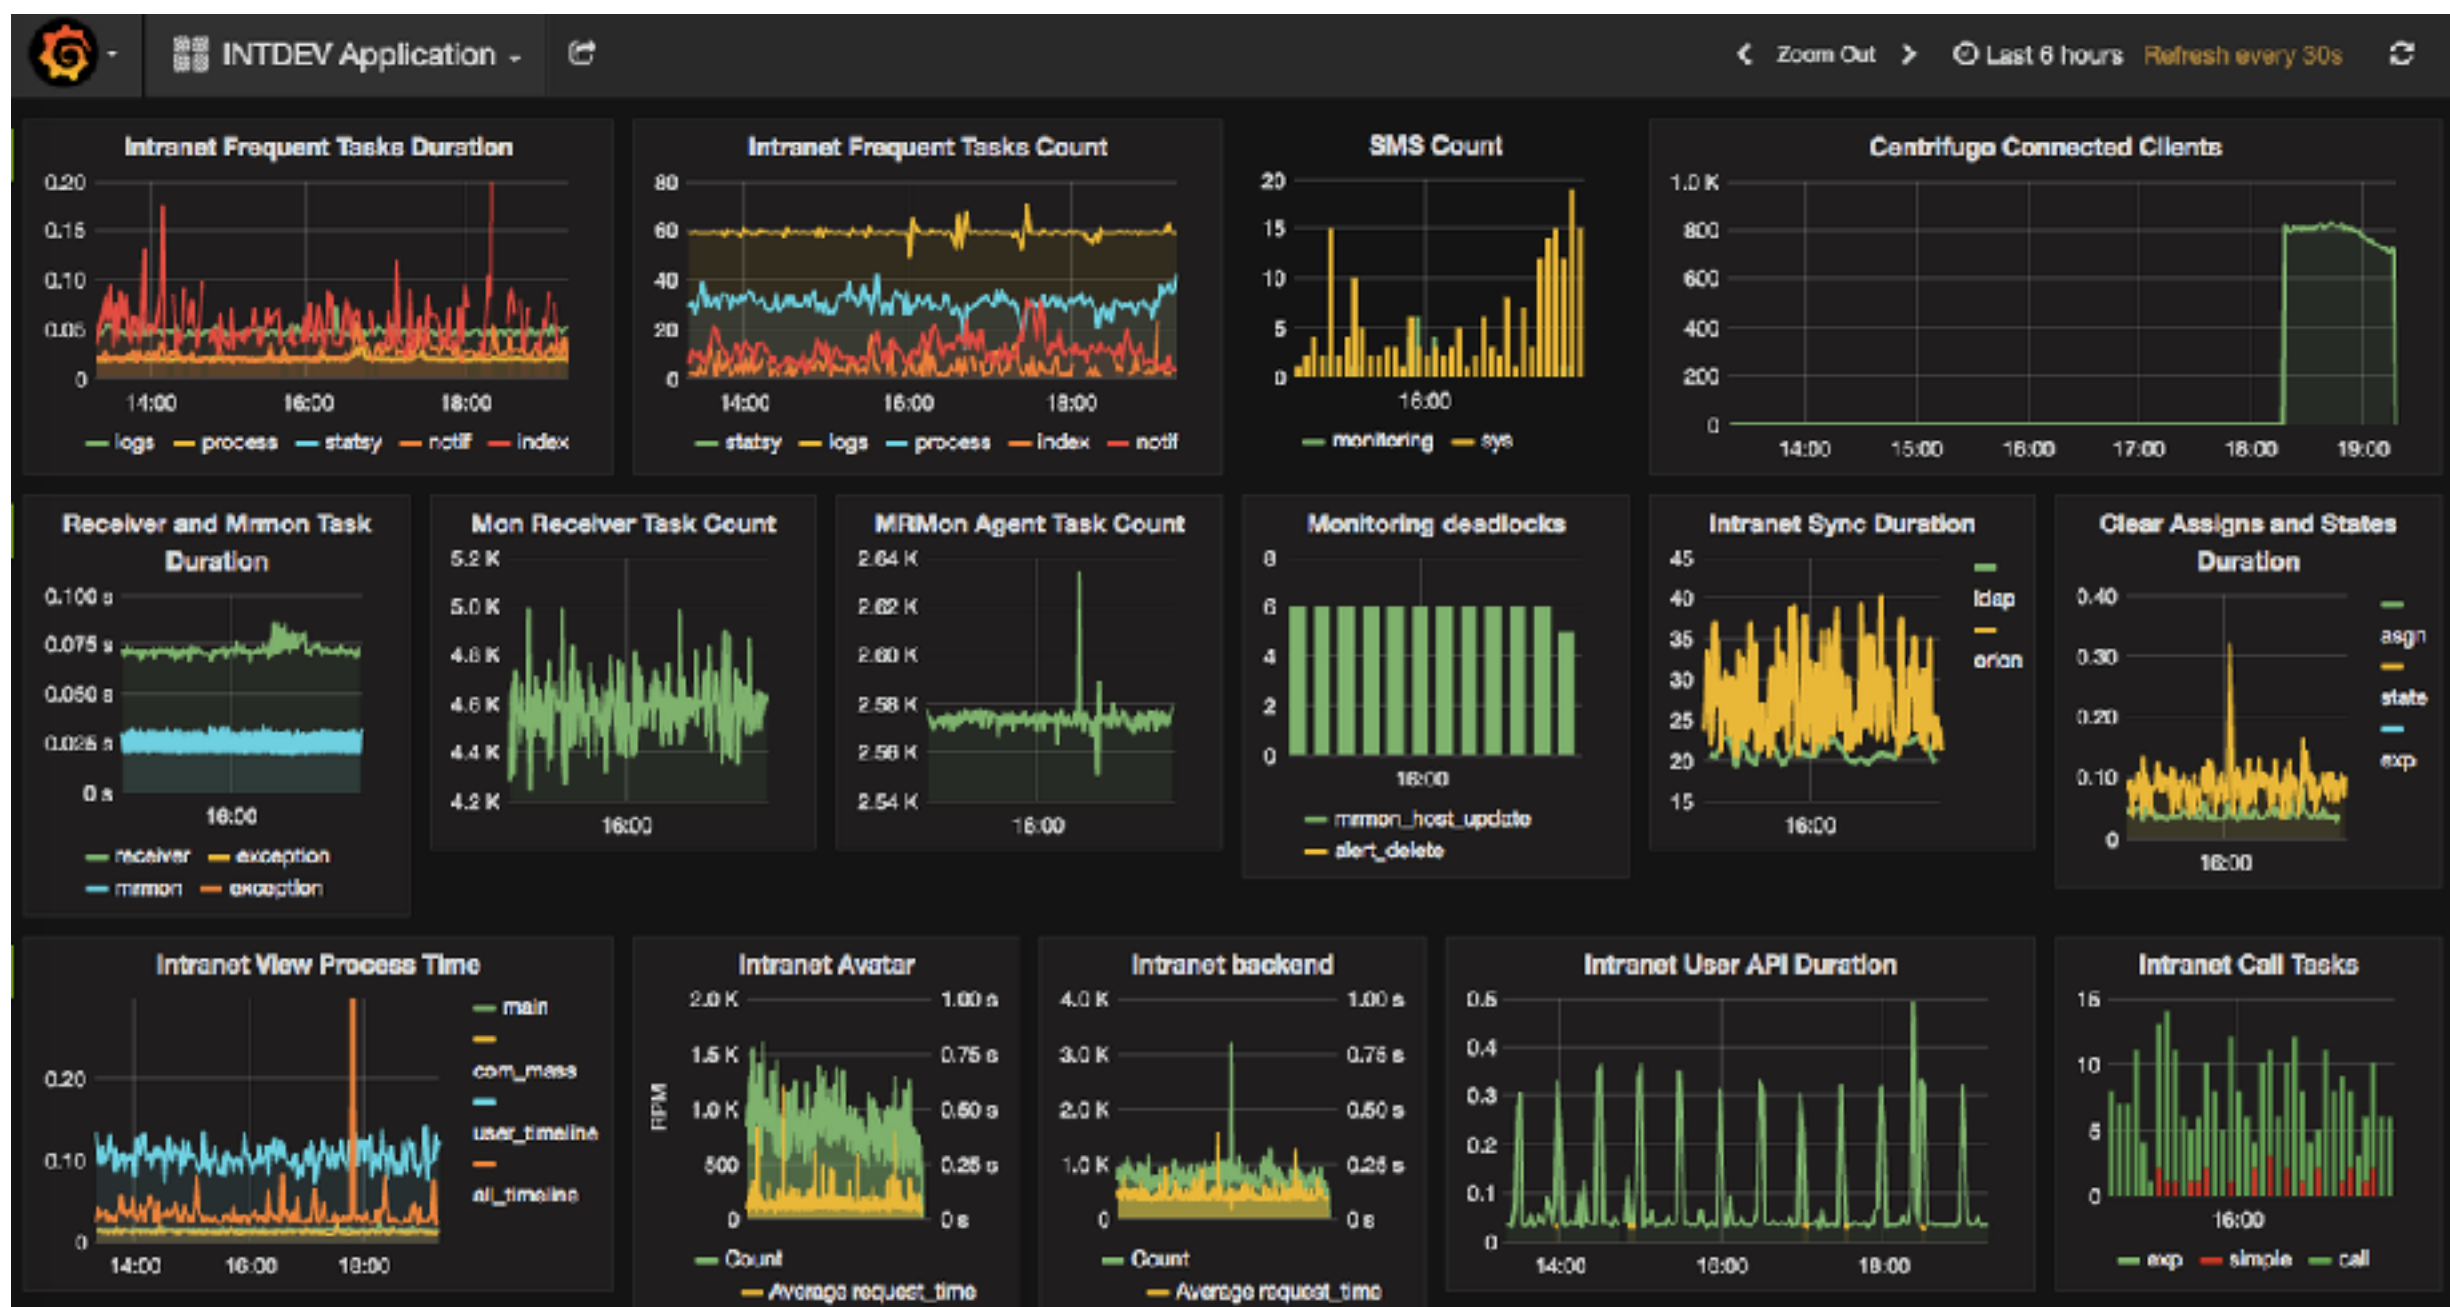 INTDEV Application
Zoom Out
Last 6 hours
Refresh every 30s
Intranet Frequent Tasks Duration
0.20
0.15
0.10
0.05
0
14:00 16:00 18:00
logs process statsy notif index
Intranet Frequent Tasks Count
80
60
40
20
0
14:00 16:00 18:00
statsy logs process index notif
SMS Count
20
15
10
5
0
16:00
monitoring sys
Centrifugo Connected Clients
1.0 K
800
600
400
200
0
14:00 15:00 16:00 17:00 18:00 19:00
Receiver and Mrmon Task
Duration
0.100 s
0.075 s
0.050 s
0.025 s
0 s
16:00
receiver exception
mrmon exception
Mon Receiver Task Count
5.2 K
5.0 K
4.8 K
4.6 K
4.4 K
4.2 K
16:00
MRMon Agent Task Count
2.64 K
2.62 K
2.60 K
2.58 K
2.56 K
2.54 K
16:00
Monitoring deadlocks
8
6
4
2
0
16:00
mrmon_host_update
alert_delete
Intranet Sync Duration
45
40
35
30
25
20
15
16:00
ldap
orion
Clear Assigns and States
Duration
0.40
0.30
0.20
0.10
0
16:00
asgn
state
exp
Intranet View Process Time
0.20
0.10
0
14:00 16:00 18:00
main
com_mass
user_timeline
all_timeline
Intranet Avatar
RPM
2.0 K
1.5 K
1.0 K
500
0
1.00 s
0.75 s
0.50 s
0.25 s
0 s
Count
Average request_time
Intranet backend
4.0 K
3.0 K
2.0 K
1.0 K
0
1.00 s
0.75 s
0.50 s
0.25 s
0 s
Count
Average request_time
Intranet User API Duration
0.5
0.4
0.3
0.2
0.1
0
14:00 16:00 18:00
Intranet Call Tasks
15
10
5
0
16:00
exp simple call